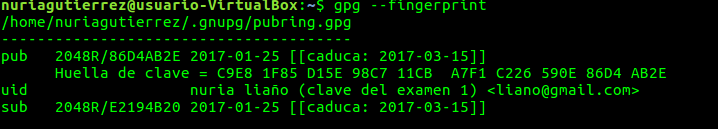 nuriagutierrez@usuario-VirtualBox:~$ gpg --fingerprint
/home/nuriagutierrez/.gnupg/pubring.gpg
---------------------------------------
pub   2048R/86D4AB2E 2017-01-25 [[caduca: 2017-03-15]]
      Huella de clave = C9E8 1F85 D15E 98C7 11CB  A7F1 C226 590E 86D4 AB2E
uid                  nuria liaño (clave del examen 1) <liano@gmail.com>
sub   2048R/E2194B20 2017-01-25 [[caduca: 2017-03-15]]